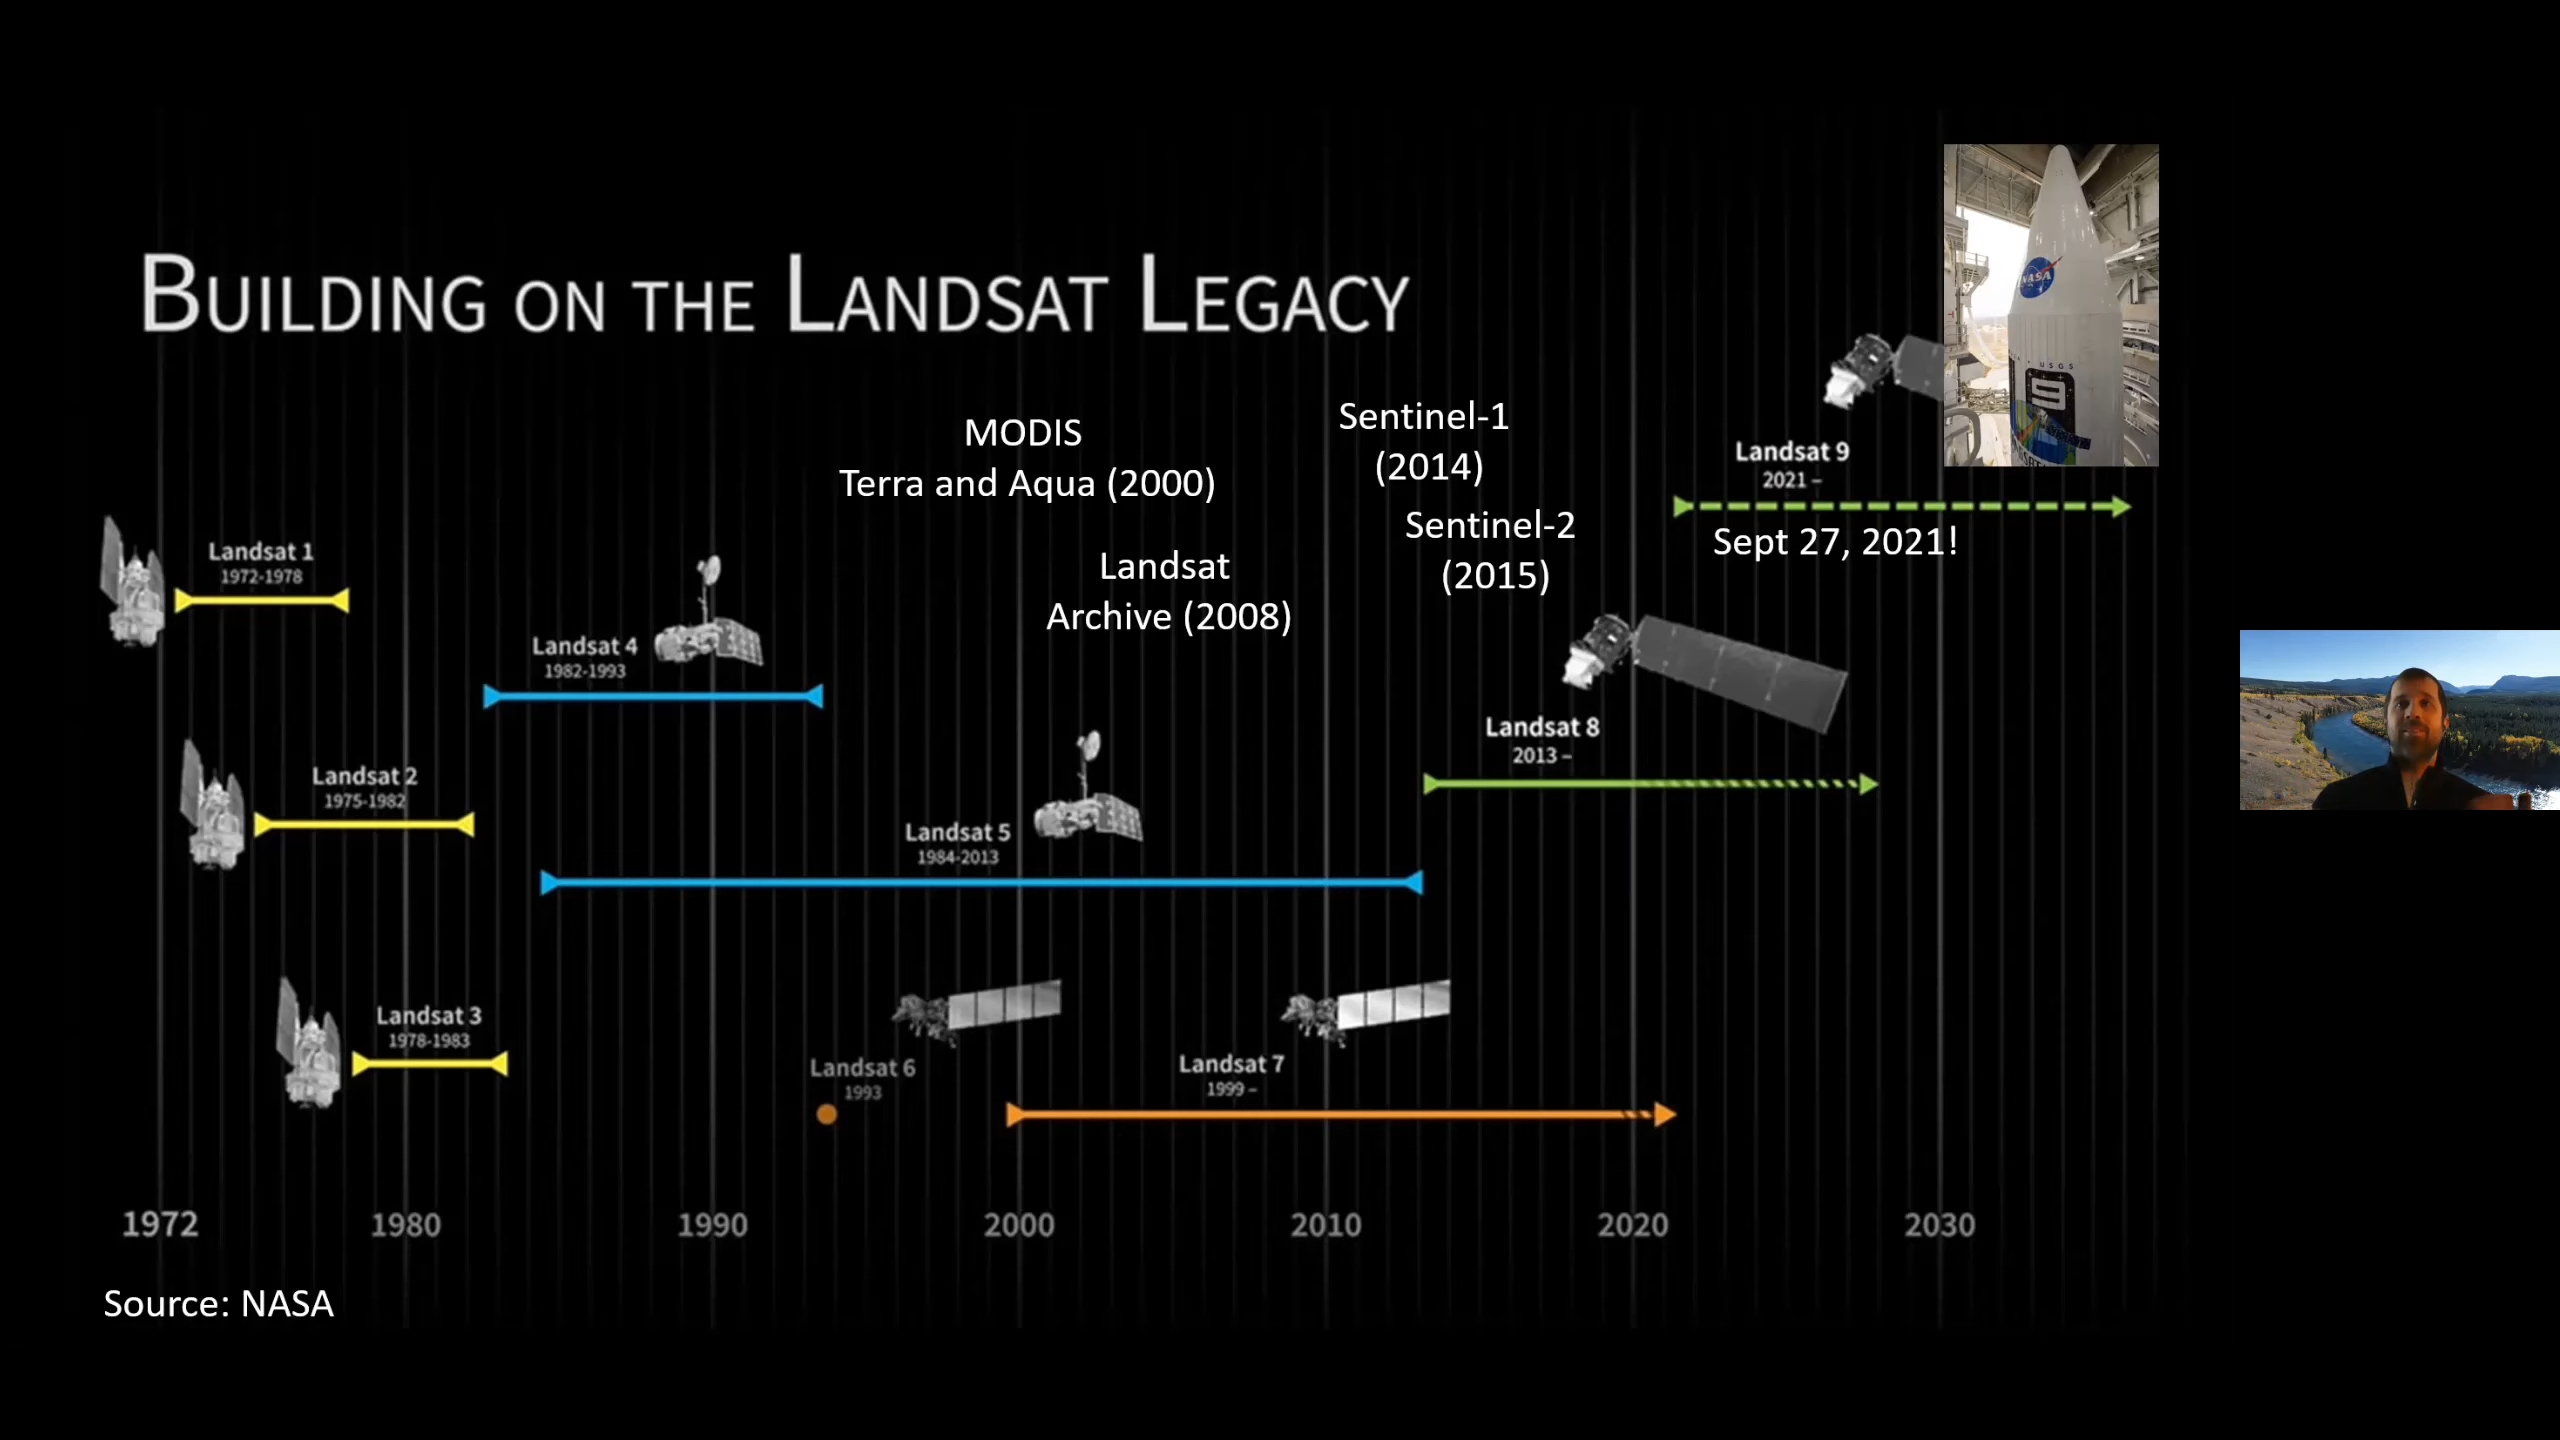 BUILDING ON THE LANDSAT LEGACY
NASA
USGS
9
MODIS
Terra and Aqua (2000)
Sentinel-1
(2014)
Landsat 9
2021 –
Sept 27, 2021!
Sentinel-2
(2015)
Landsat
Archive (2008)
Landsat 1
1972-1978
Landsat 4
1982-1993
Landsat 8
2013 –
Landsat 2
1975-1982
Landsat 5
1984-2013
Landsat 3
1978-1983
Landsat 6
1993
Landsat 7
1999 –
1972 1980 1990 2000 2010 2020 2030
Source: NASA